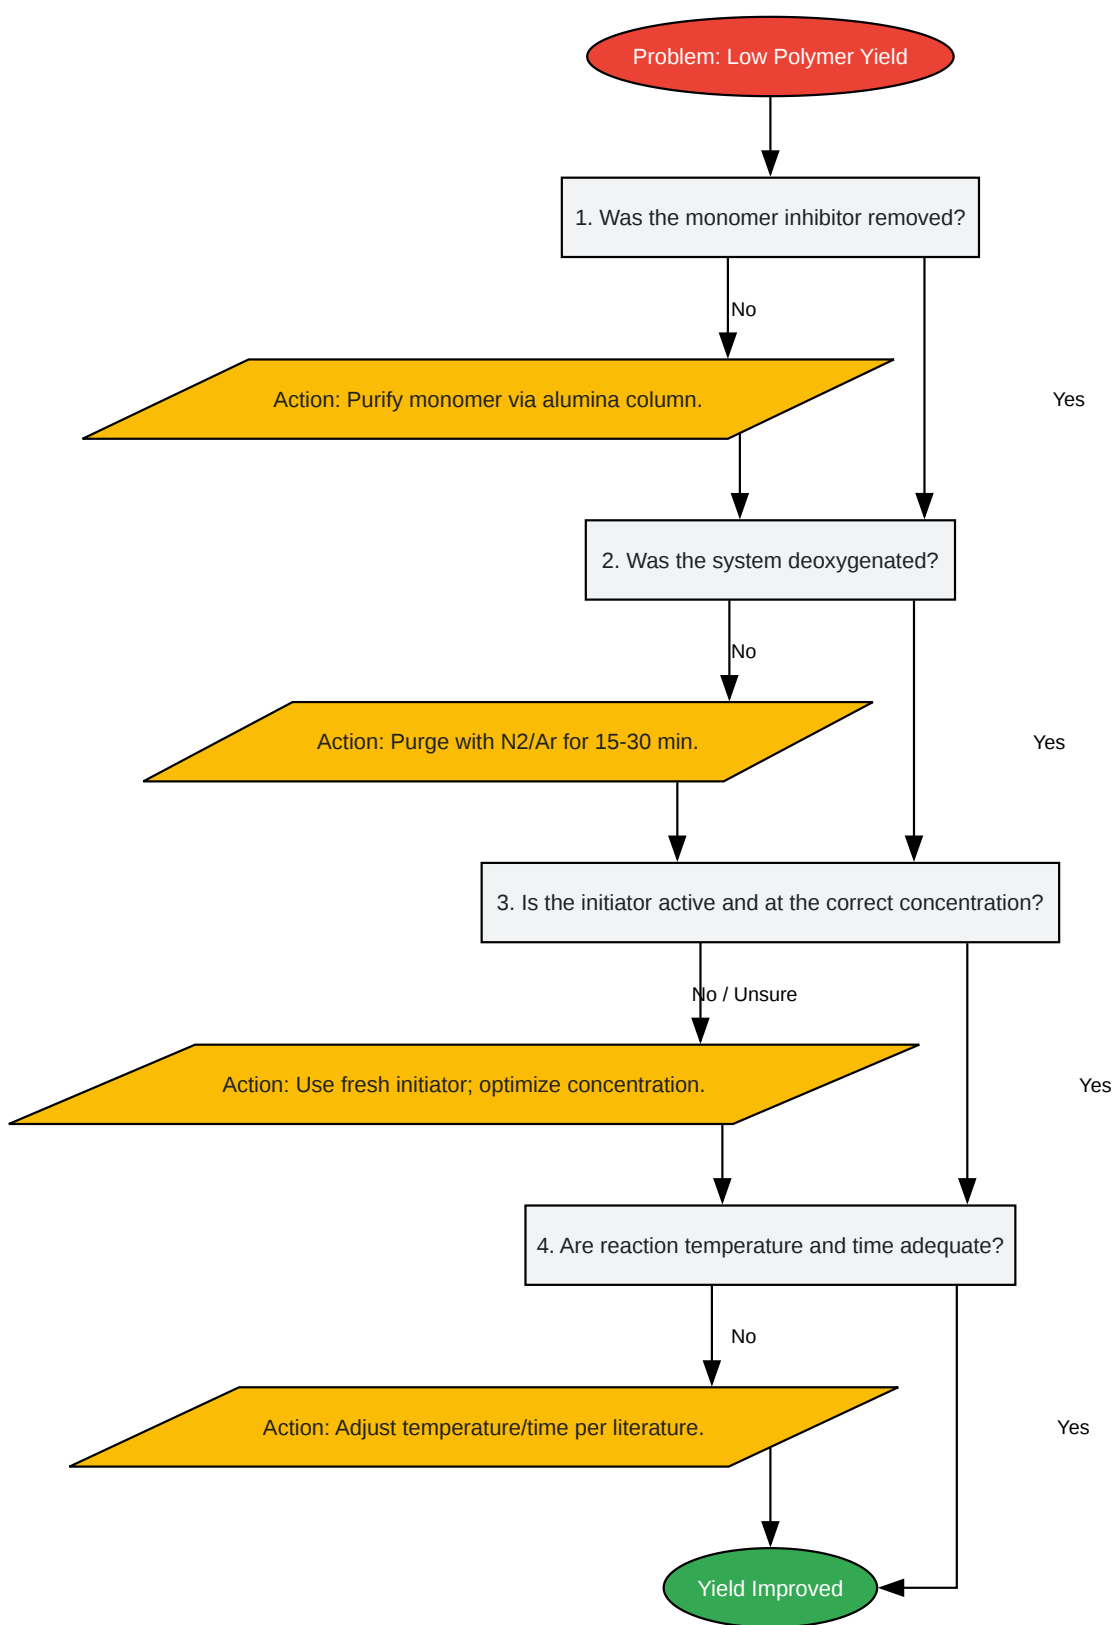 Problem: Low Polymer Yield
1. Was the monomer inhibitor removed?
No
Action: Purify monomer via alumina column.
Yes
2. Was the system deoxygenated?
No
Action: Purge with N2/Ar for 15-30 min.
Yes
3. Is the initiator active and at the correct concentration?
No / Unsure
Action: Use fresh initiator; optimize concentration.
Yes
4. Are reaction temperature and time adequate?
No
Action: Adjust temperature/time per literature.
Yes
Yield Improved